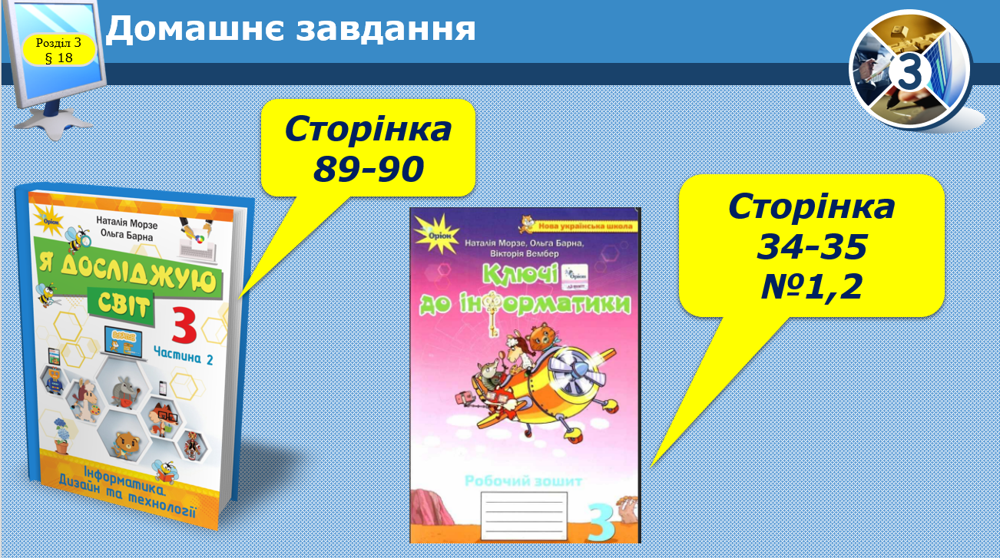 Розділ 3
§ 18
Домашнє завдання
3
Сторінка
89-90
Сторінка
34-35
№1,2
Оріон
Наталія Морзе
Ольга Барна
Я ДОСЛІДЖУЮ
СВІТ
3
Частина 2
Інформатика.
Дизайн та технології
Нова українська школа
Оріон
Наталія Морзе, Ольга Барна,
Вікторія Вембер
Ключі
Оріон
до інформатики
Робочий зошит
3